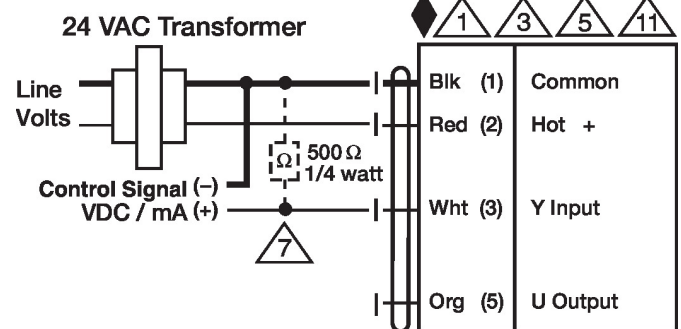 24 VAC Transformer
1 3 5 11
Line
Volts
Blk (1) Common
Red (2) Hot +
Ω 500 Ω
1/4 watt
Control Signal (–)
VDC / mA (+)
Wht (3) Y Input
7
Org (5) U Output